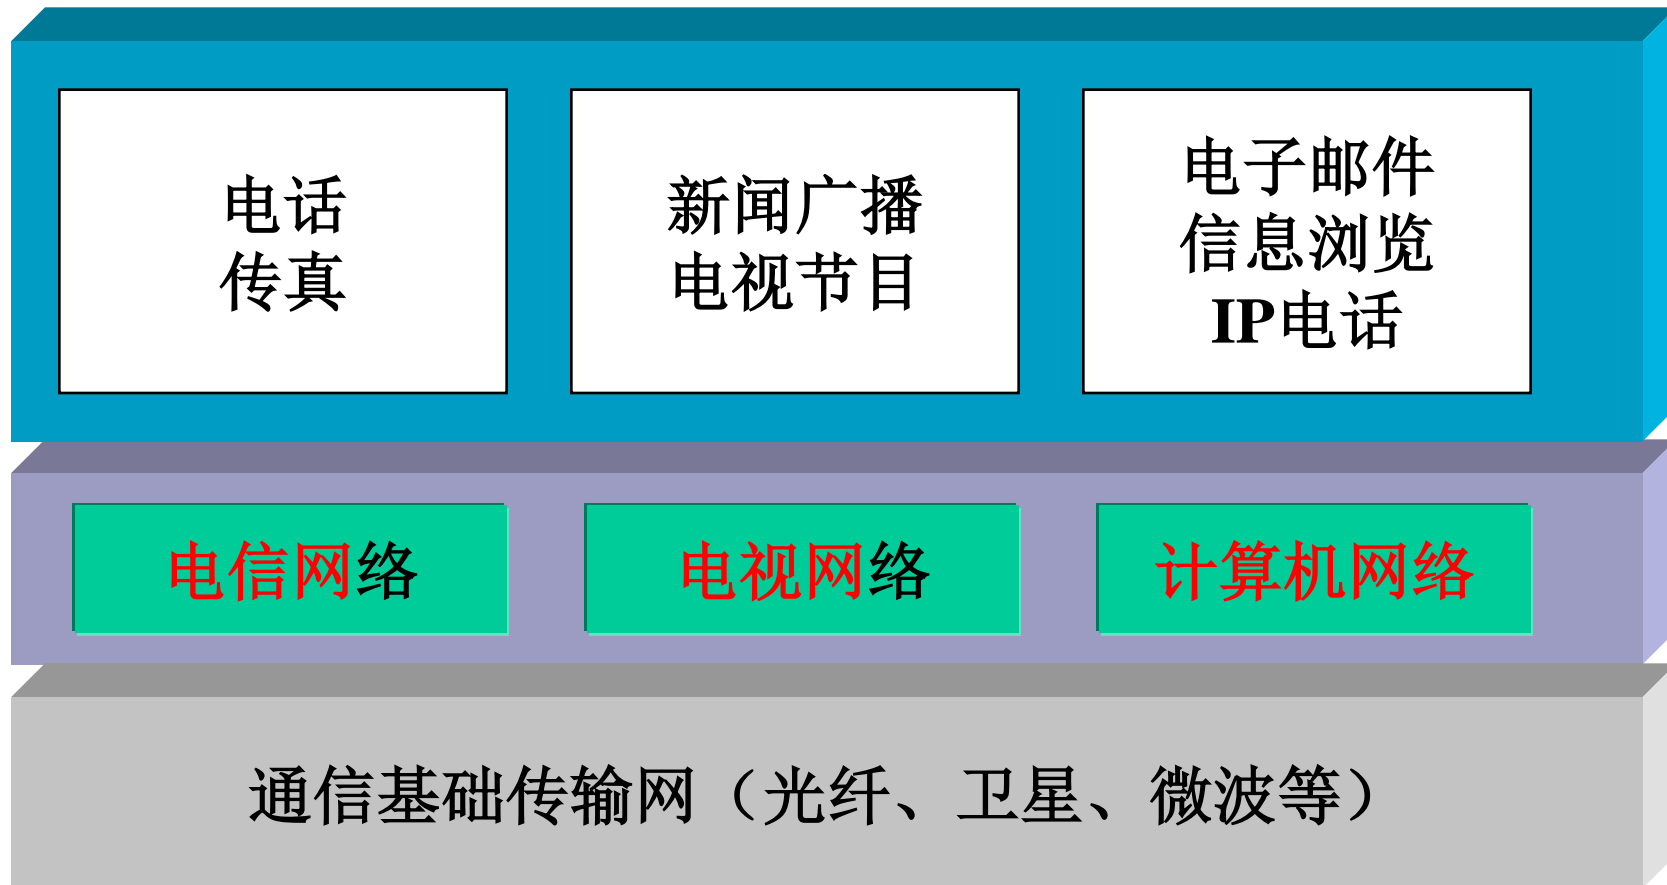 电话
传真
新闻广播
电视节目
电子邮件
信息浏览
IP电话
电信网络
电视网络
计算机网络
通信基础传输网（光纤、卫星、微波等）